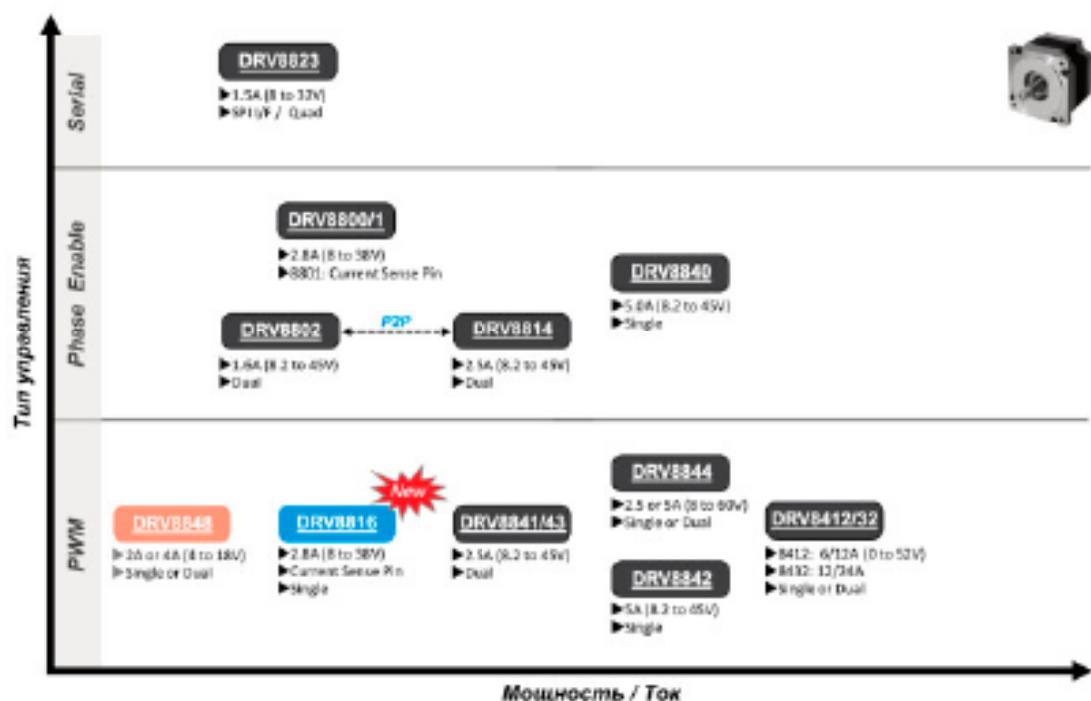 Тип управления
Serial
DRV8823
►1.5A (8 to 32V)
►SPI I/F / Quad
Phase Enable
DRV8800/1
►2.8A (8 to 38V)
►8801: Current Sense Pin
DRV8840
►5.0A (8.2 to 45V)
►Single
DRV8802
P2P
DRV8814
►1.6A (8.2 to 45V)
►Dual
►2.5A (8.2 to 45V)
►Dual
PWM
DRV8844
►2.5 or 5A (8 to 60V)
►Single or Dual
New
DRV8848
►2A or 4A (4 to 18V)
►Single or Dual
DRV8816
►2.8A (8 to 38V)
►Current Sense Pin
►Single
DRV8841/43
►2.5A (8.2 to 45V)
►Dual
DRV8412/32
►8412: 6/12A (0 to 52V)
►8432: 12/24A
►Single or Dual
DRV8842
►5A (8.2 to 45V)
►Single
Мощность / Ток